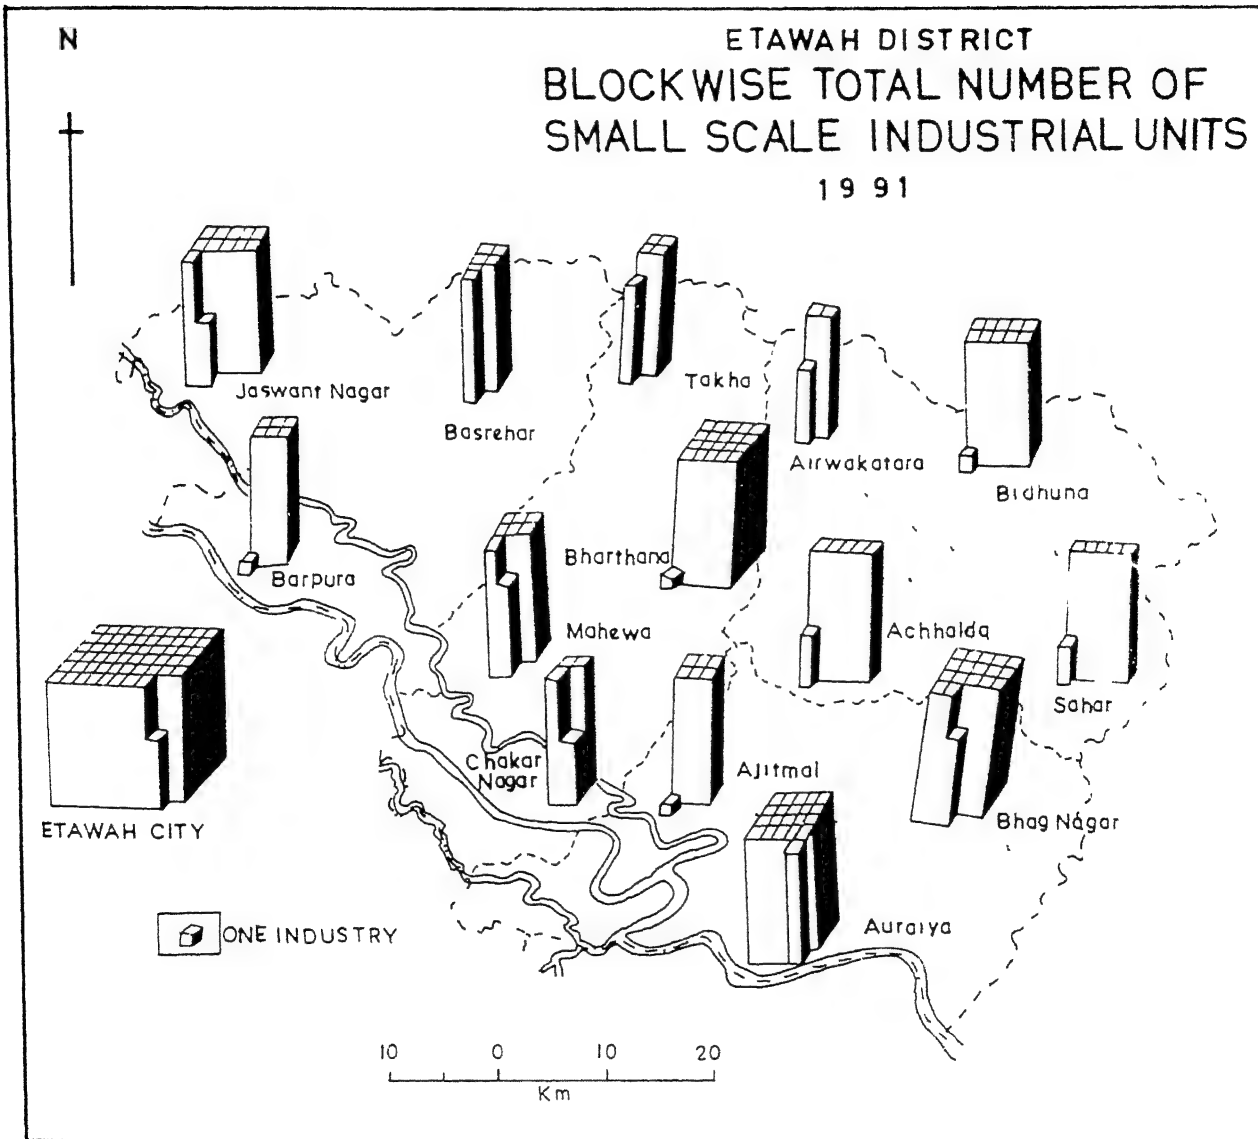 N
ETAWAH DISTRICT
BLOCKWISE TOTAL NUMBER OF
SMALL SCALE INDUSTRIAL UNITS
1991
Jaswant Nagar
Basrehar
Takha
Airwakatara
Bidhuna
Barpura
Bharthana
Mahewa
Achhalda
Sahar
Chakar
Nagar
Ajitmal
Bhag Nagar
ETAWAH CITY
Auraiya
ONE INDUSTRY
10 0 10 20
Km